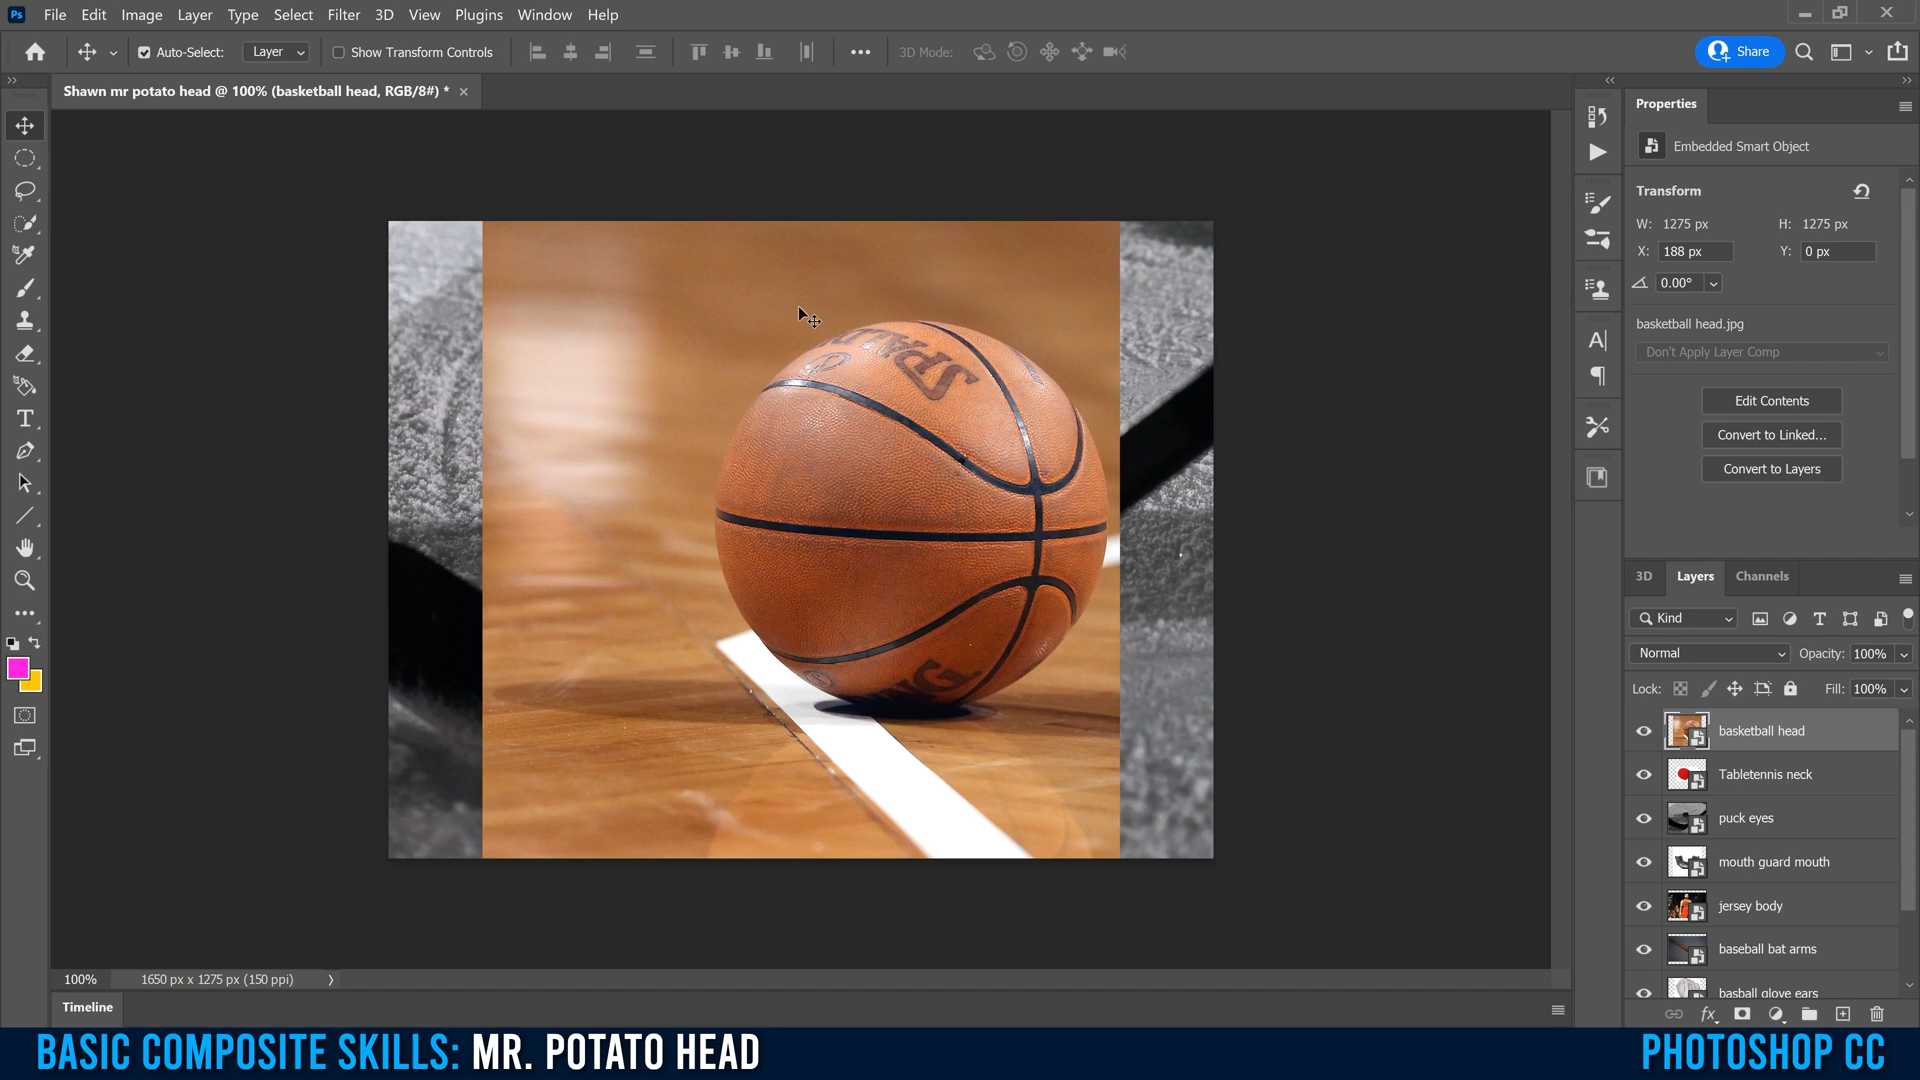 Ps File Edit Image Layer Type Select Filter 3D View Plugins Window Help
Auto-Select: Layer Show Transform Controls 3D Mode: Share
Shawn mr potato head @ 100% (basketball head, RGB/8#) *
Properties
Embedded Smart Object
Transform
W: 1275 px H: 1275 px
X: 188 px Y: 0 px
0.00°
basketball head.jpg
Don't Apply Layer Comp
Edit Contents
Convert to Linked...
Convert to Layers
SPALD
NG.
3D Layers Channels
Kind
Normal Opacity: 100%
Lock: Fill: 100%
basketball head
Tabletennis neck
puck eyes
mouth guard mouth
jersey body
baseball bat arms
basball glove ears
100% 1650 px x 1275 px (150 ppi)
Timeline
BASIC COMPOSITE SKILLS: MR. POTATO HEAD
PHOTOSHOP CC